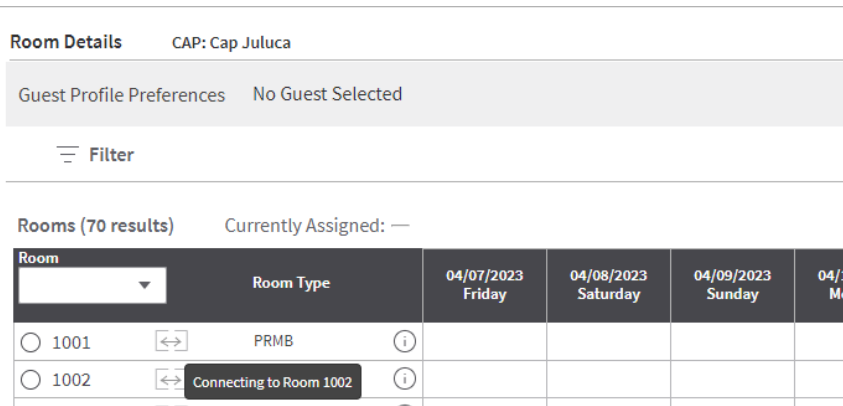 Room Details CAP: Cap Juluca
Guest Profile Preferences No Guest Selected
Filter
Rooms (70 results) Currently Assigned: —
Room
Room Type
04/07/2023 Friday
04/08/2023 Saturday
04/09/2023 Sunday
1001 PRMB
1002
Connecting to Room 1002